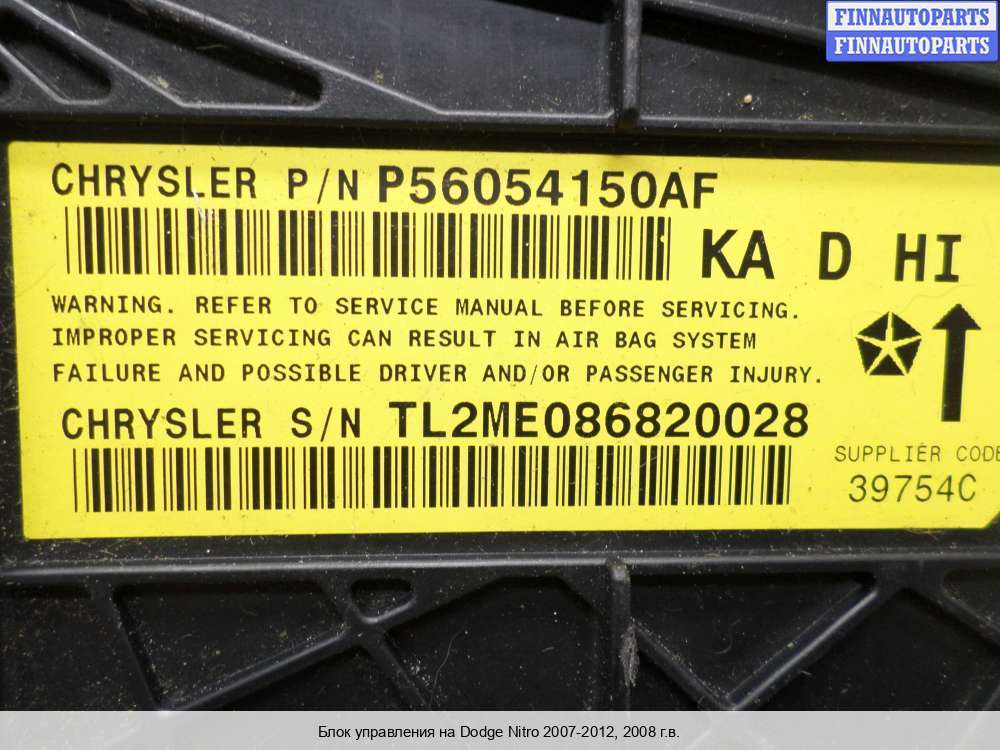 FINNAUTOPARTS
FINNAUTOPARTS
CHRYSLER P/N P56054150AF
KA D HI
WARNING. REFER TO SERVICE MANUAL BEFORE SERVICING.
IMPROPER SERVICING CAN RESULT IN AIR BAG SYSTEM
FAILURE AND POSSIBLE DRIVER AND/OR PASSENGER INJURY.
CHRYSLER S/N TL2ME086820028
SUPPLIER CODE
39754C
Блок управления на Dodge Nitro 2007-2012, 2008 г.в.